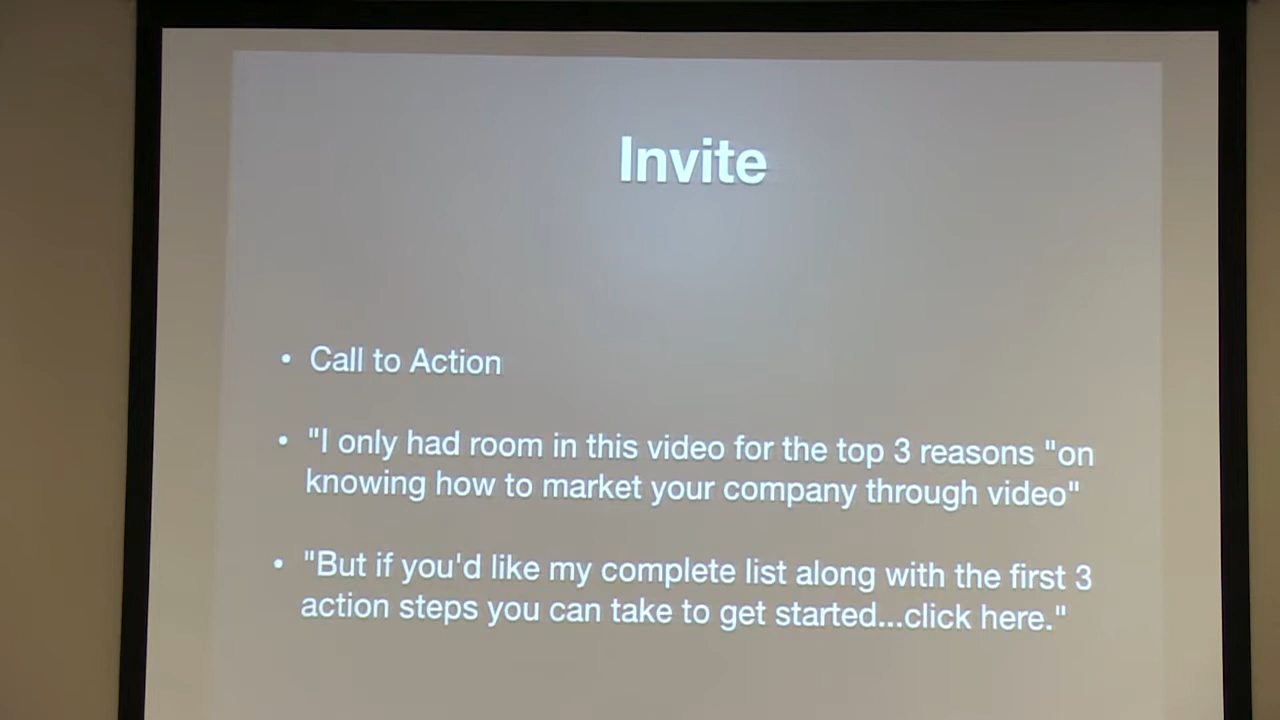 Invite
• Call to Action
• "I only had room in this video for the top 3 reasons "on
knowing how to market your company through video"
• "But if you'd like my complete list along with the first 3
action steps you can take to get started...click here."